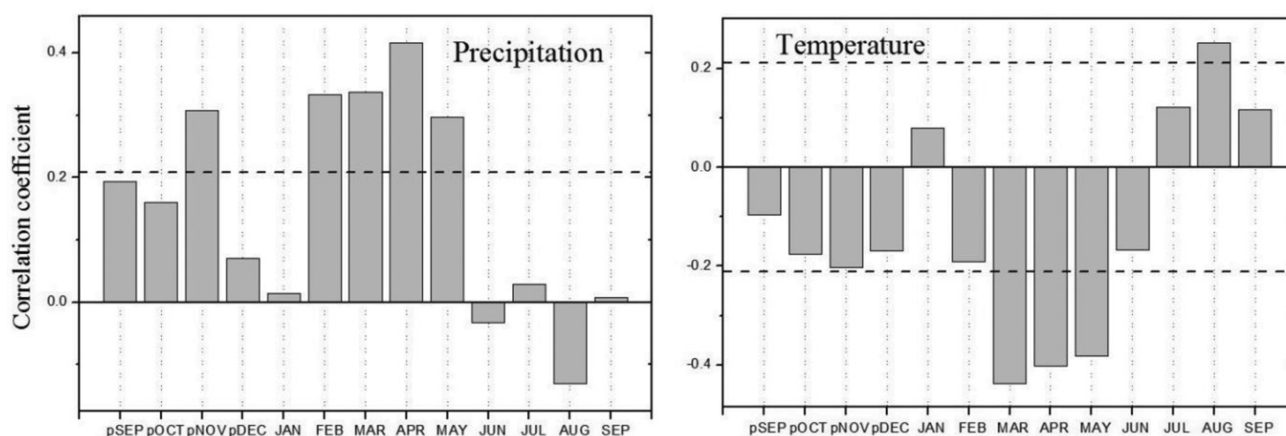 Precipitation
Correlation coefficient
0.4
0.2
0.0
pSEP pOCT pNOV pDEC JAN FEB MAR APR MAY JUN JUL AUG SEP
Temperature
0.2
0.0
-0.2
-0.4
pSEP pOCT pNOV pDEC JAN FEB MAR APR MAY JUN JUL AUG SEP